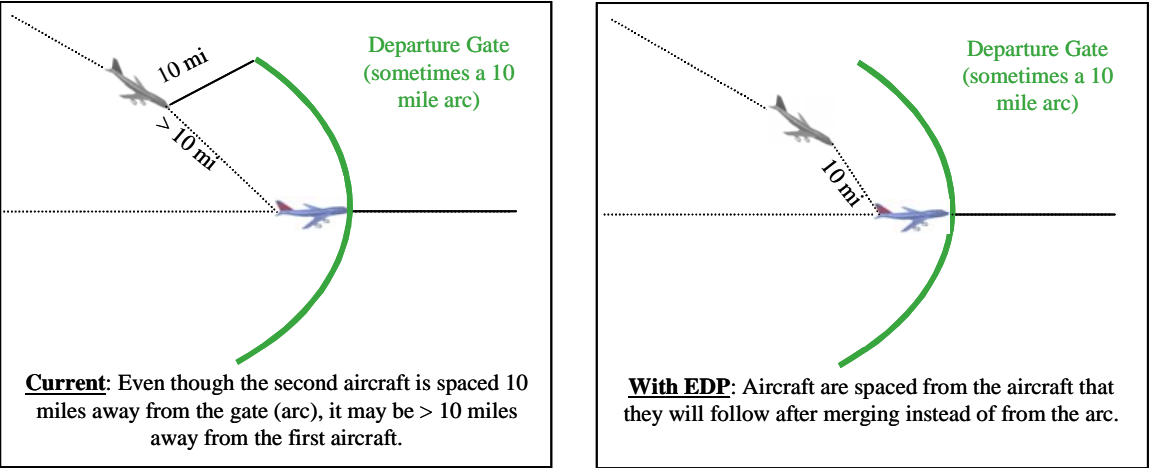 10 mi
Departure Gate
(sometimes a 10
mile arc)
> 10 mi
Current: Even though the second aircraft is spaced 10
miles away from the gate (arc), it may be > 10 miles
away from the first aircraft.
Departure Gate
(sometimes a 10
mile arc)
10 mi
With EDP: Aircraft are spaced from the aircraft that
they will follow after merging instead of from the arc.